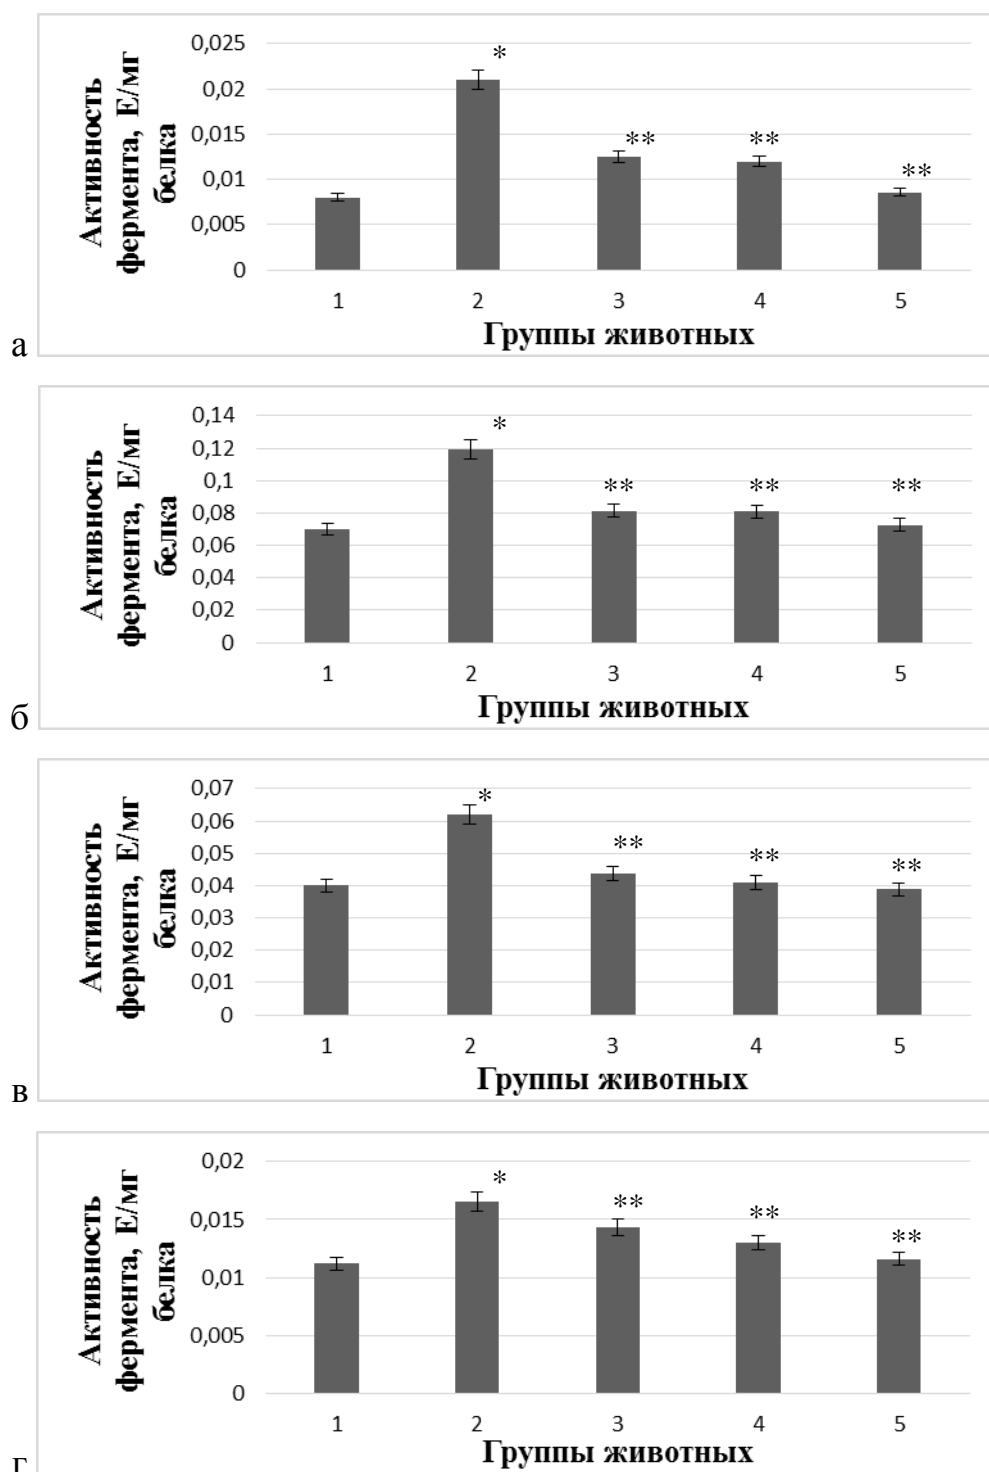 Активность
фермента, Е/мг
белка
0,025
0,02
0,015
0,01
0,005
0
*
**
**
**
1 2 3 4 5
Группы животных
а
Активность
фермента, Е/мг
белка
0,14
0,12
0,1
0,08
0,06
0,04
0,02
0
*
**
**
**
1 2 3 4 5
Группы животных
б
Активность
фермента, Е/мг
белка
0,07
0,06
0,05
0,04
0,03
0,02
0,01
0
*
**
**
**
1 2 3 4 5
Группы животных
в
Активность
фермента, Е/мг
белка
0,02
0,015
0,01
0,005
0
*
**
**
**
1 2 3 4 5
Группы животных
г